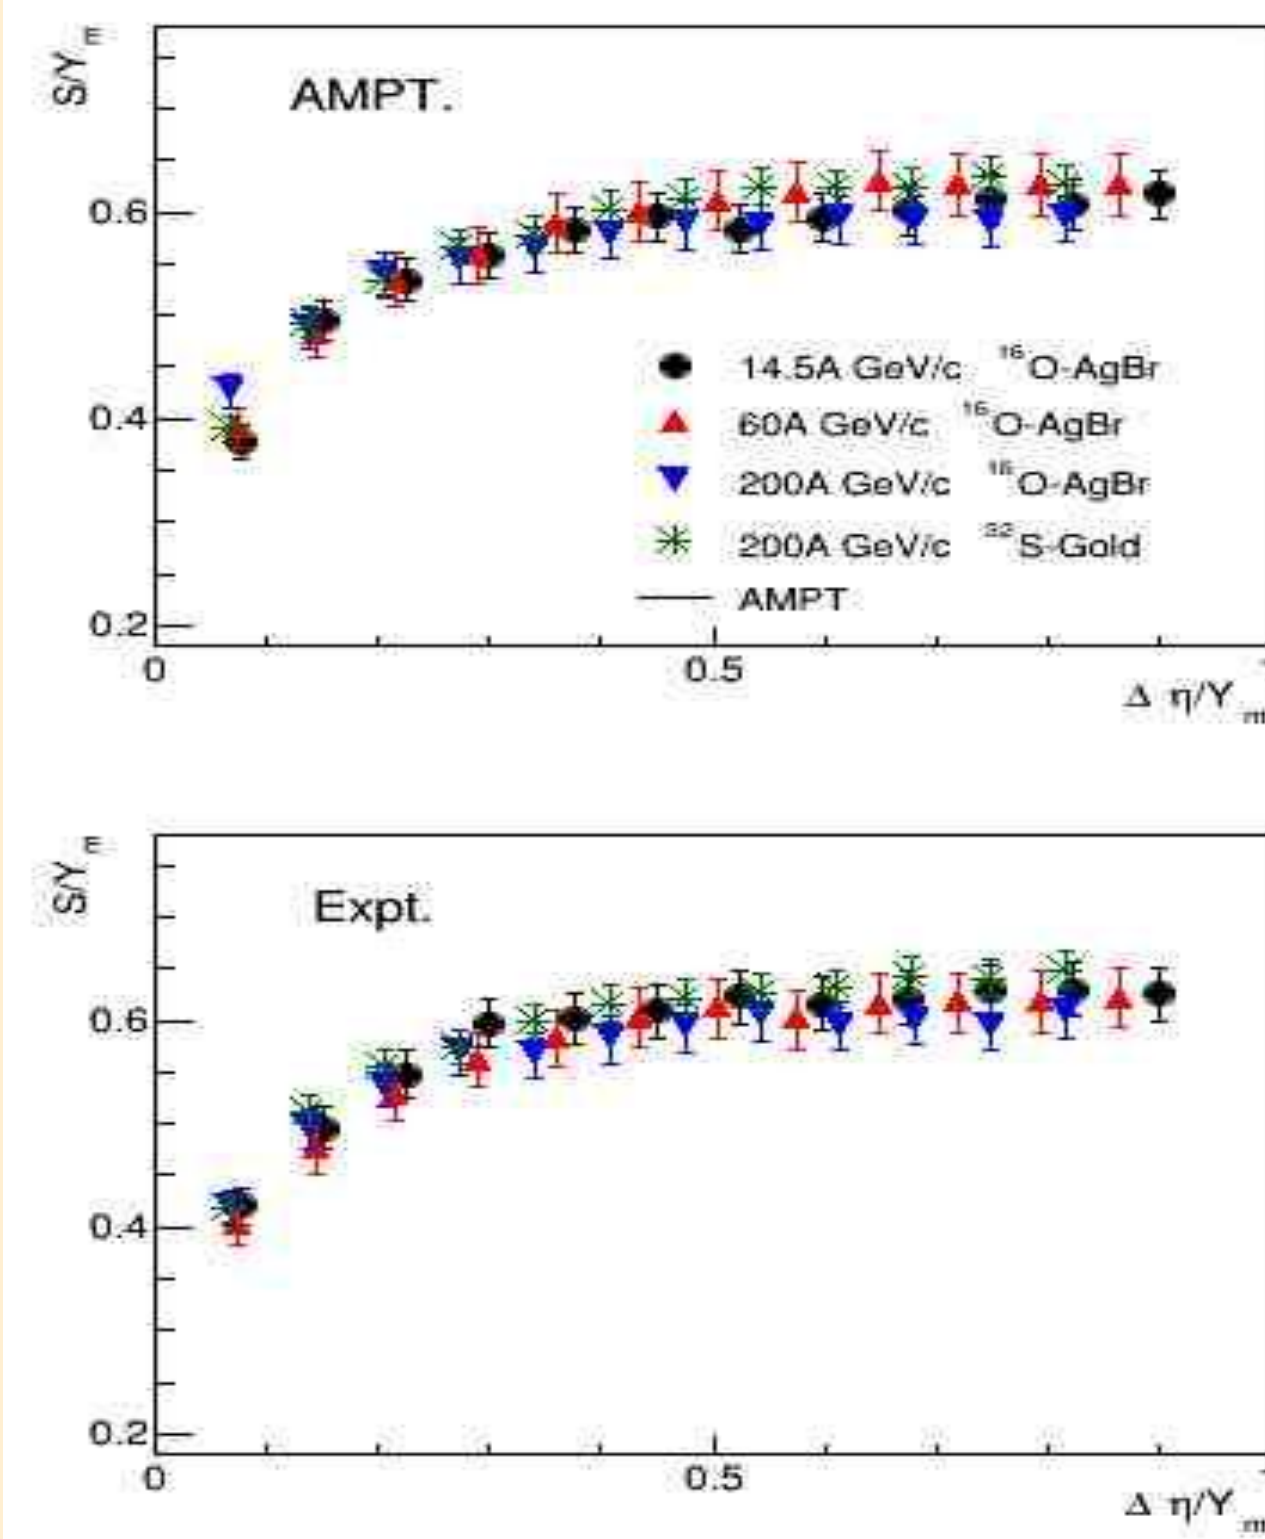 S/Y m
AMPT.
0.6
0.4
0.2
14.5A GeV/c 16O-AgBr
60A GeV/c 16O-AgBr
200A GeV/c 16O-AgBr
200A GeV/c 32S-Gold
AMPT
0 0.5
Δ η/Y m
S/Y m
Expt.
0.6
0.4
0.2
0 0.5
Δ η/Y m